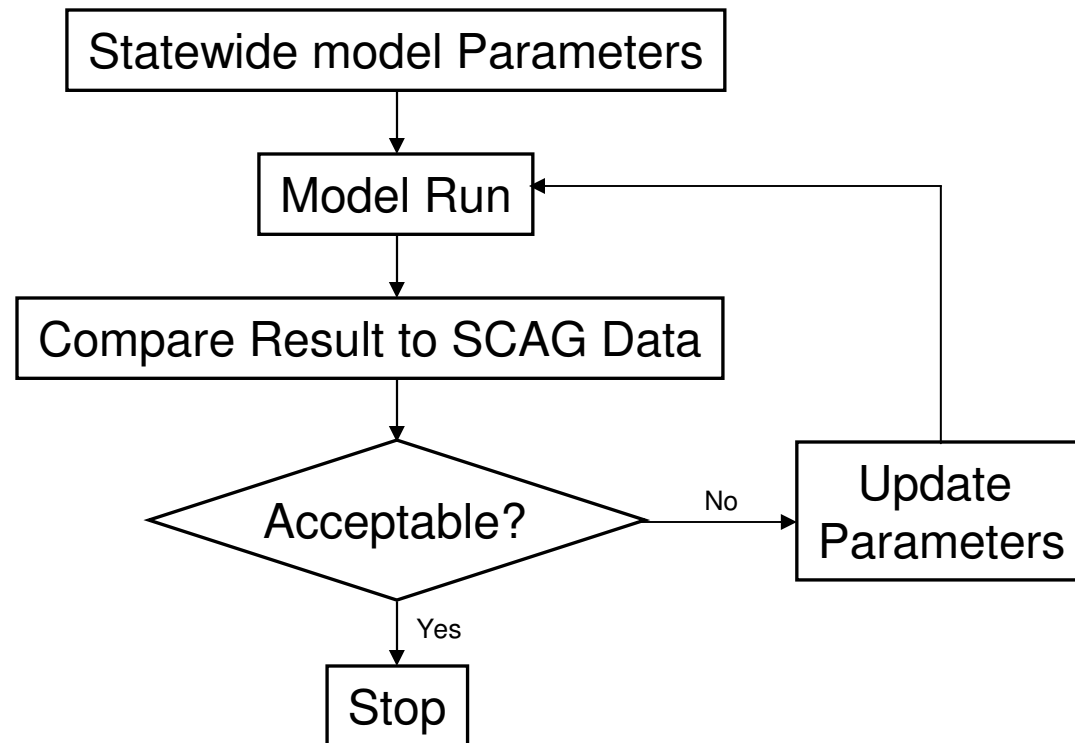 Statewide model Parameters
Model Run
Compare Result to SCAG Data
Acceptable?
No
Update
Parameters
Yes
Stop